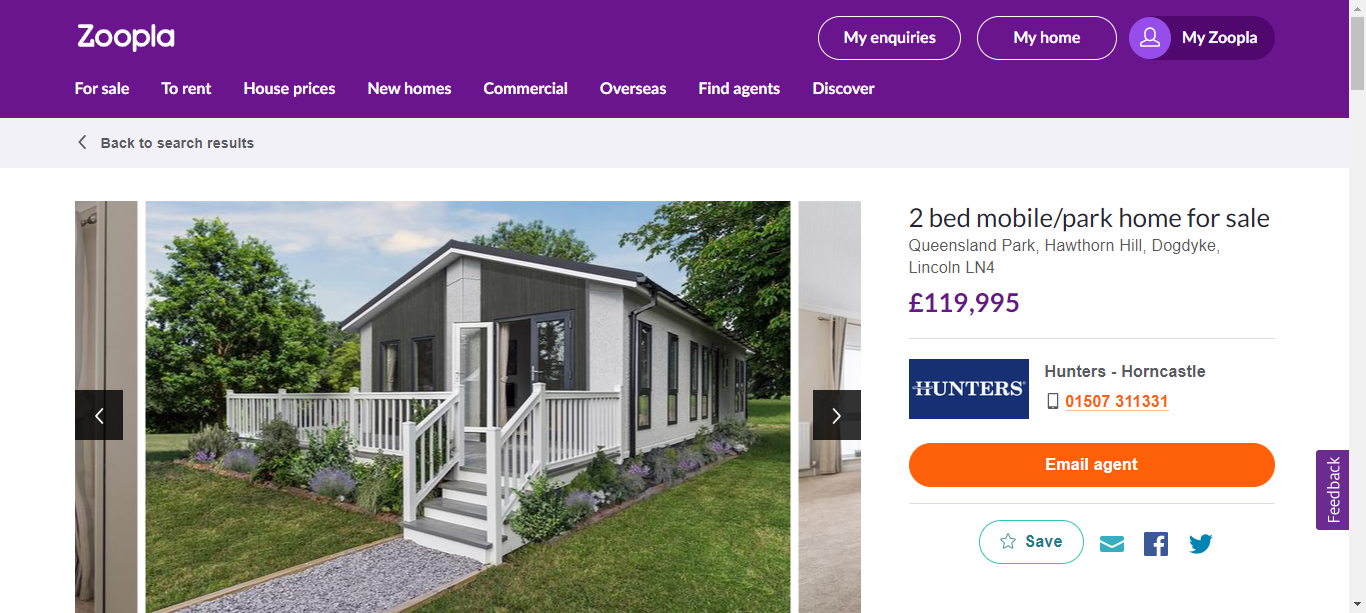 Zoopla
My enquiries
My home
My Zoopla
For sale
To rent
House prices
New homes
Commercial
Overseas
Find agents
Discover
Back to search results
2 bed mobile/park home for sale
Queensland Park, Hawthorn Hill, Dogdyke,
Lincoln LN4
£119,995
HUNTERS
Hunters - Horncastle
01507 311331
Email agent
Feedback
Save